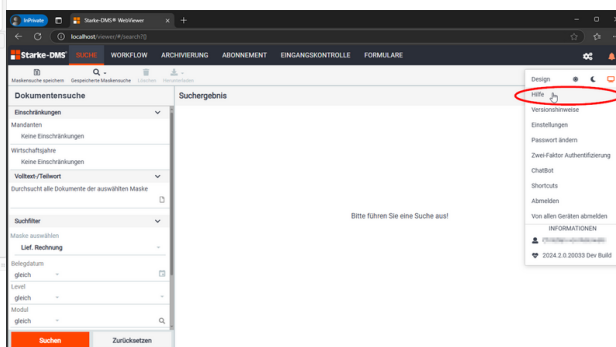 InPrivate
Starke-DMS® WebViewer
localhost/viewer/#/search?()
Starke-DMS® SUCHE WORKFLOW ARCHIVIERUNG ABONNEMENT EINGANGSKONTROLLE FORMULARE
Maskensuche speichern Gespeicherte Maskensuche Löschen Herunterladen
Dokumentensuche
Suchergebnis
Einschränkungen
Mandanten
Keine Einschränkungen
Wirtschaftsjahre
Keine Einschränkungen
Volltext-/Teilwort
Durchsucht alle Dokumente der auswählten Maske
Suchfilter
Maske auswählen
Lief. Rechnung
Belegdatum
gleich
Level
gleich
Modul
gleich
Suchen Zurücksetzen
Bitte führen Sie eine Suche aus!
Design
Hilfe
Versionshinweise
Einstellungen
Passwort ändern
Zwei-Faktor Authentifizierung
ChatBot
Shortcuts
Abmelden
Von allen Geräten abmelden
INFORMATIONEN
2024.2.0.20033 Dev Build